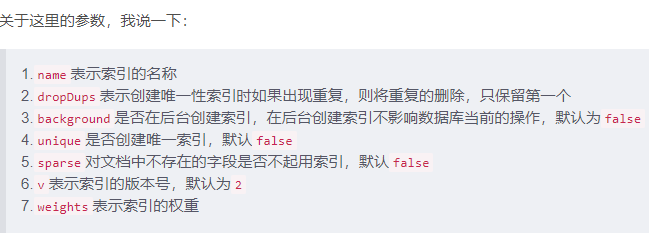 关于这里的参数，我说一下：
1. name 表示索引的名称
2. dropDups 表示创建唯一性索引时如果出现重复，则将重复的删除，只保留第一个
3. background 是否在后台创建索引，在后台创建索引不影响数据库当前的操作，默认为 false
4. unique 是否创建唯一索引，默认 false
5. sparse 对文档中不存在的字段是否不起用索引，默认 false
6. v 表示索引的版本号，默认为 2
7. weights 表示索引的权重